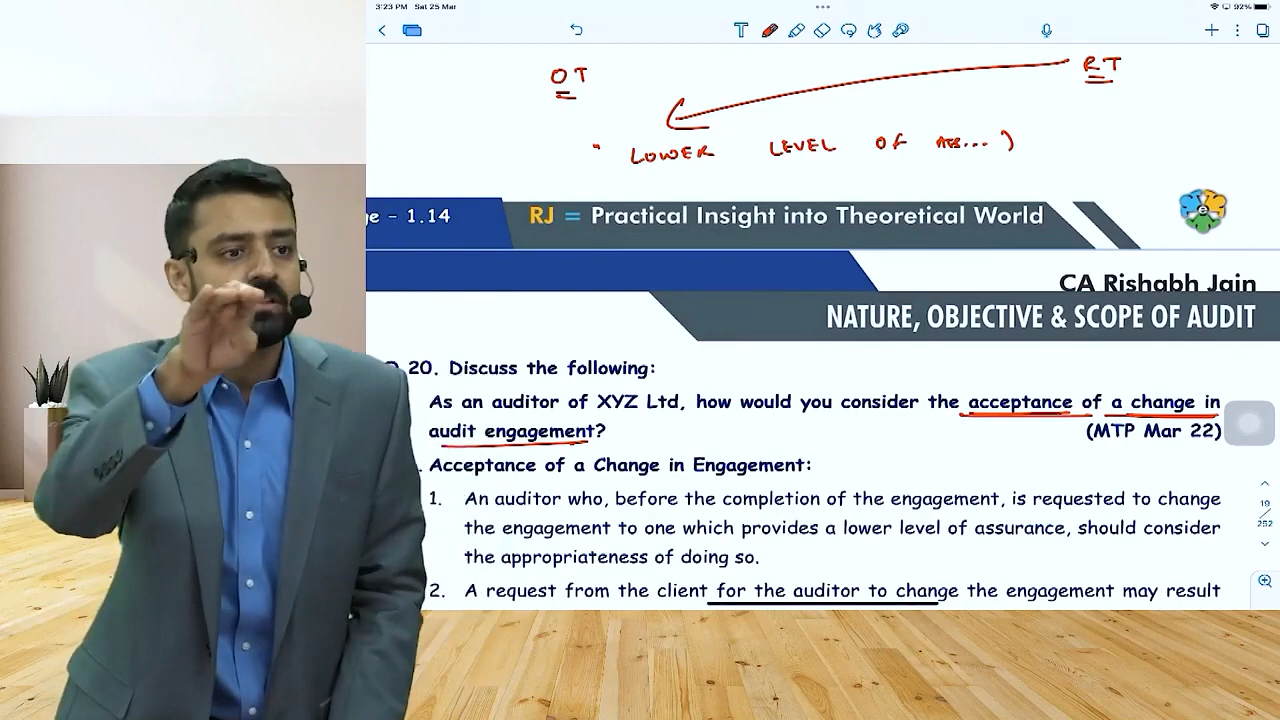 3:23 PM Sat 25 Mar
92%
OT
RT
LOWER LEVEL OF ASS...)
ge - 1.14
RJ = Practical Insight into Theoretical World
CA Rishabh Jain
NATURE, OBJECTIVE & SCOPE OF AUDIT
20. Discuss the following:
As an auditor of XYZ Ltd, how would you consider the acceptance of a change in
audit engagement?
(MTP Mar 22)
Acceptance of a Change in Engagement:
1. An auditor who, before the completion of the engagement, is requested to change
the engagement to one which provides a lower level of assurance, should consider
the appropriateness of doing so.
19
252
2. A request from the client for the auditor to change the engagement may result